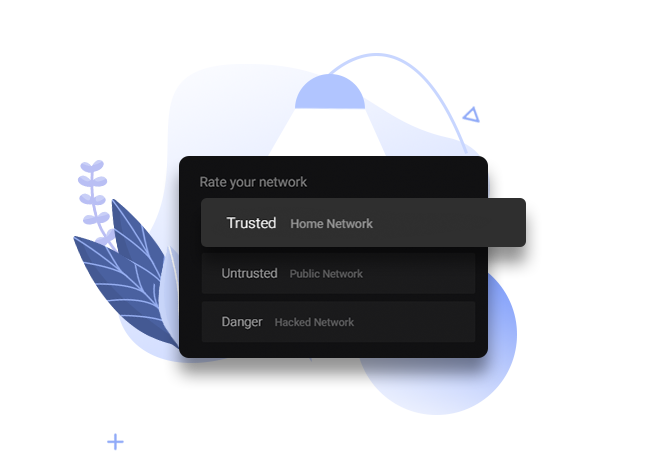 Rate your network
Trusted Home Network
Untrusted Public Network
Danger Hacked Network